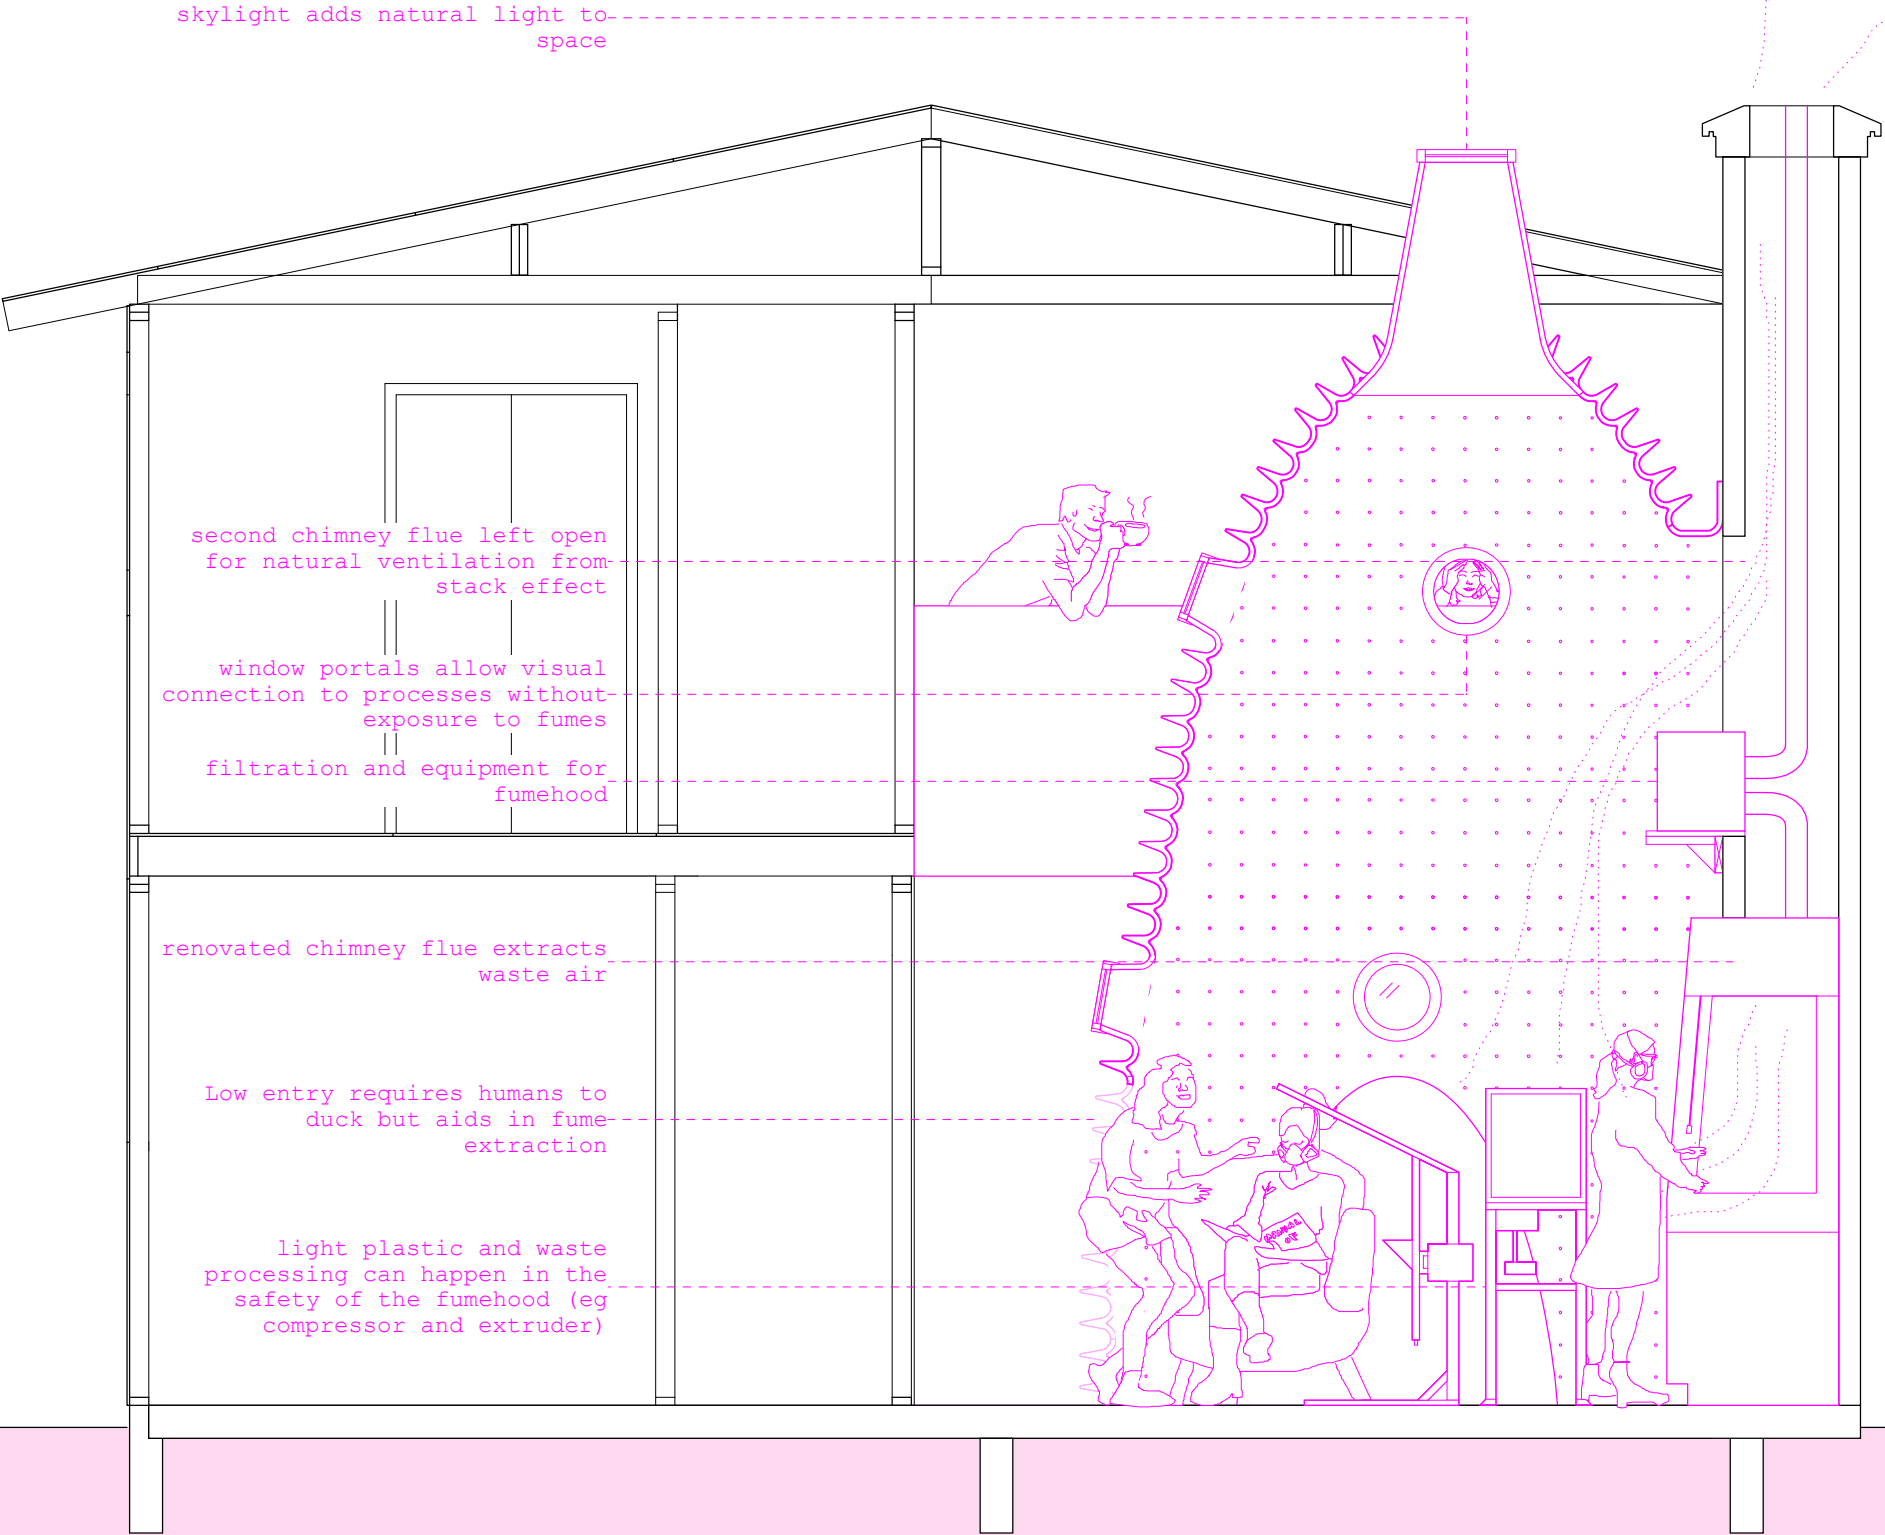 skylight adds natural light to
space
second chimney flue left open
for natural ventilation from
stack effect
window portals allow visual
connection to processes without
exposure to fumes
filtration and equipment for
fumehood
renovated chimney flue extracts
waste air
Low entry requires humans to
duck but aids in fume
extraction
light plastic and waste
processing can happen in the
safety of the fumehood (eg
compressor and extruder)
MANUAL
OF